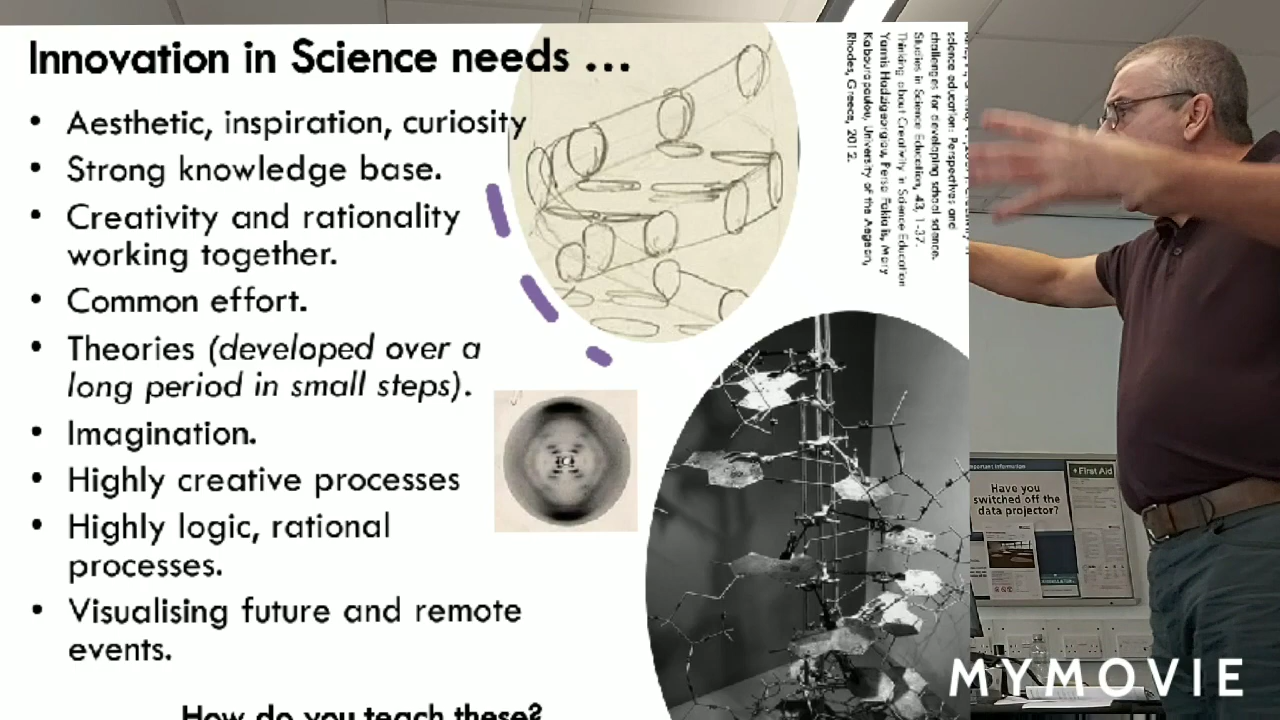 Innovation in Science needs ...
• Aesthetic, inspiration, curiosity
• Strong knowledge base.
• Creativity and rationality
working together.
• Common effort.
• Theories (developed over a
long period in small steps).
• Imagination.
• Highly creative processes
• Highly logic, rational
processes.
• Visualising future and remote
events.
How do you teach these?
science education: Perspectives and
challenges for developing school science.
Studies in Science Education, 43, 1-37.
Thinking about Creativity in Science Education
Yannis Hadzigeorgiou, Persa Fokialis, Mary
Kabouropoulou, University of the Aegean,
Rhodes, Greece, 2012.
Important Information
Have you
switched off the
data projector?
+ First Aid
MYMOVIE